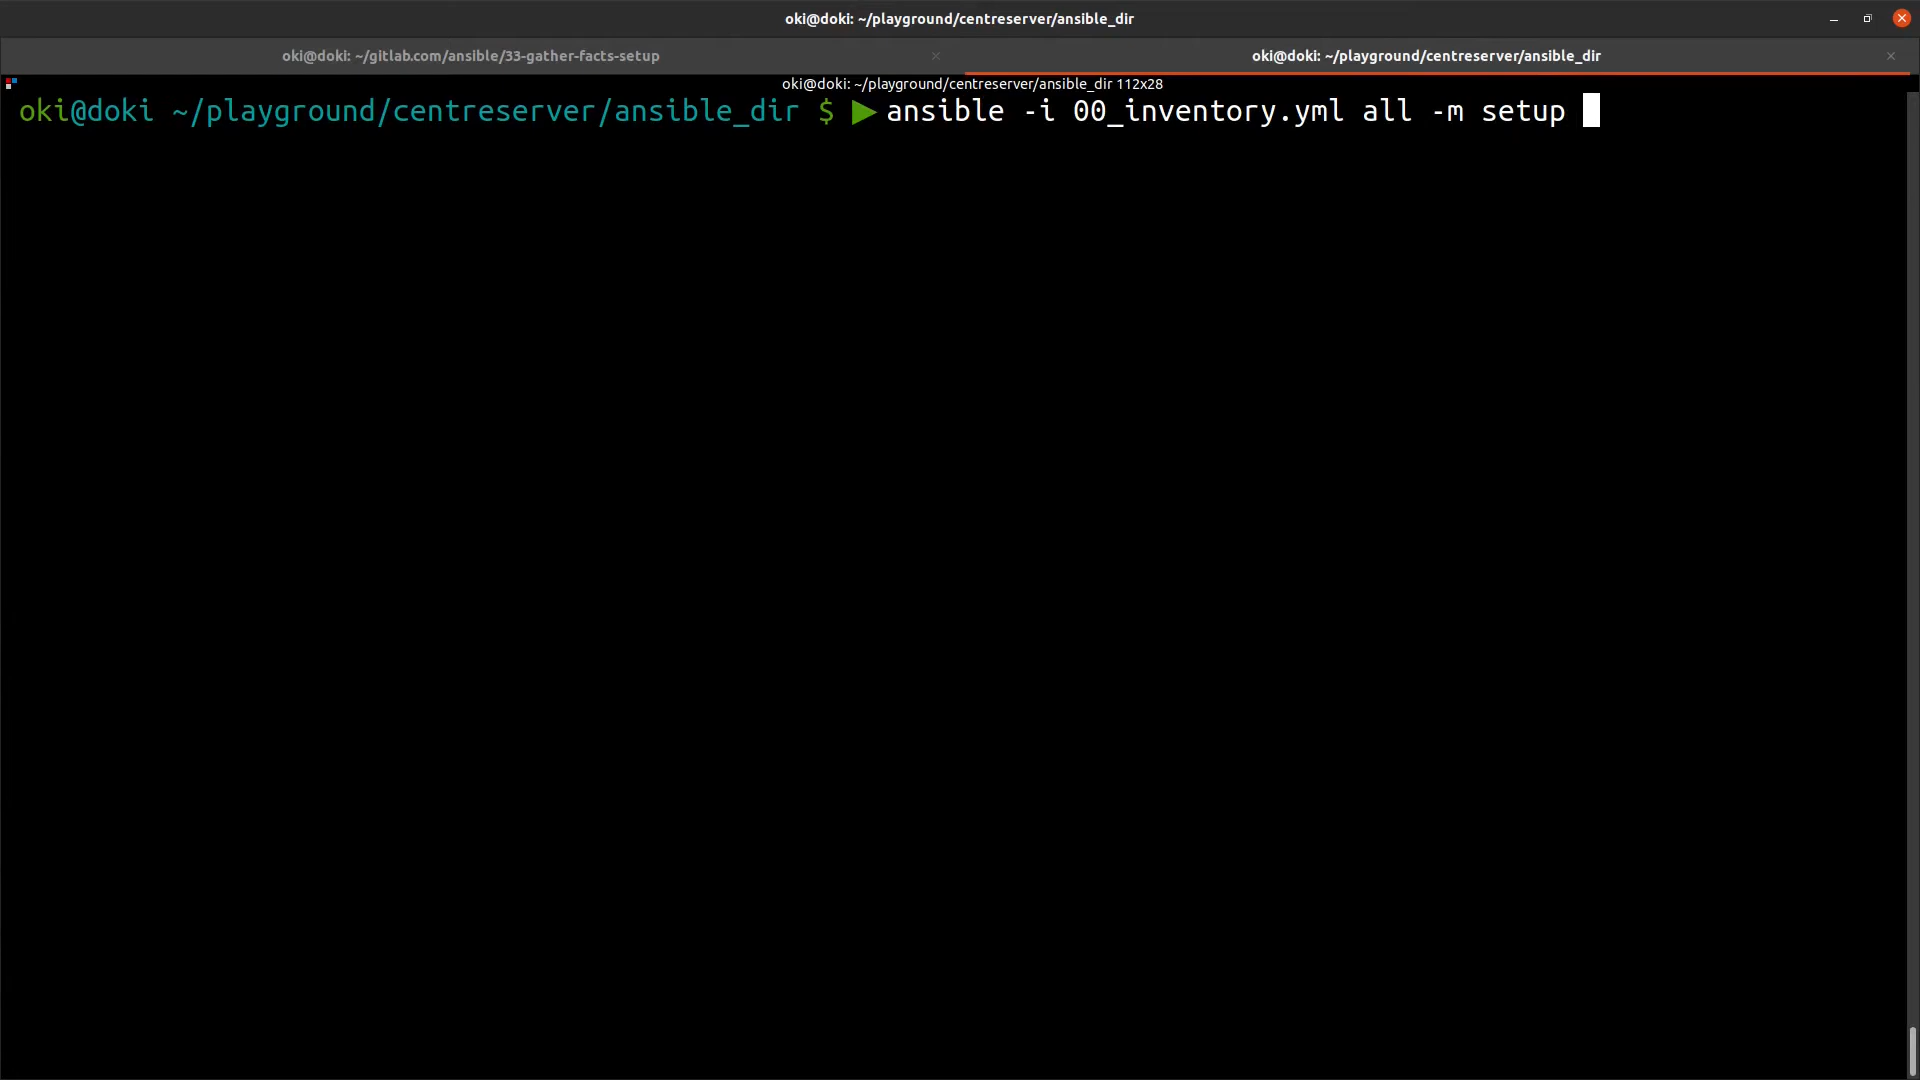 oki@doki: ~/playground/centreserver/ansible_dir
oki@doki: ~/gitlab.com/ansible/33-gather-facts-setup
oki@doki: ~/playground/centreserver/ansible_dir
oki@doki: ~/playground/centreserver/ansible_dir 112x28
oki@doki ~/playground/centreserver/ansible_dir $ ▶ ansible -i 00_inventory.yml all -m setup